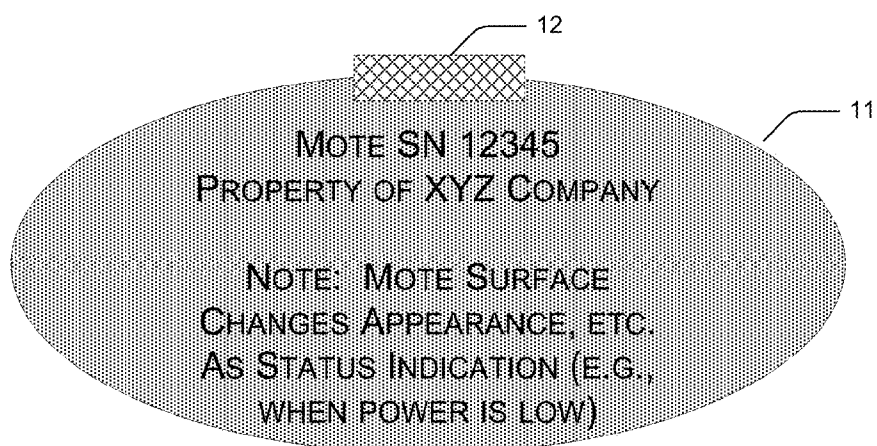 12
11
MOTE SN 12345
PROPERTY OF XYZ COMPANY
NOTE: MOTE SURFACE
CHANGES APPEARANCE, ETC.
AS STATUS INDICATION (E.G.,
WHEN POWER IS LOW)